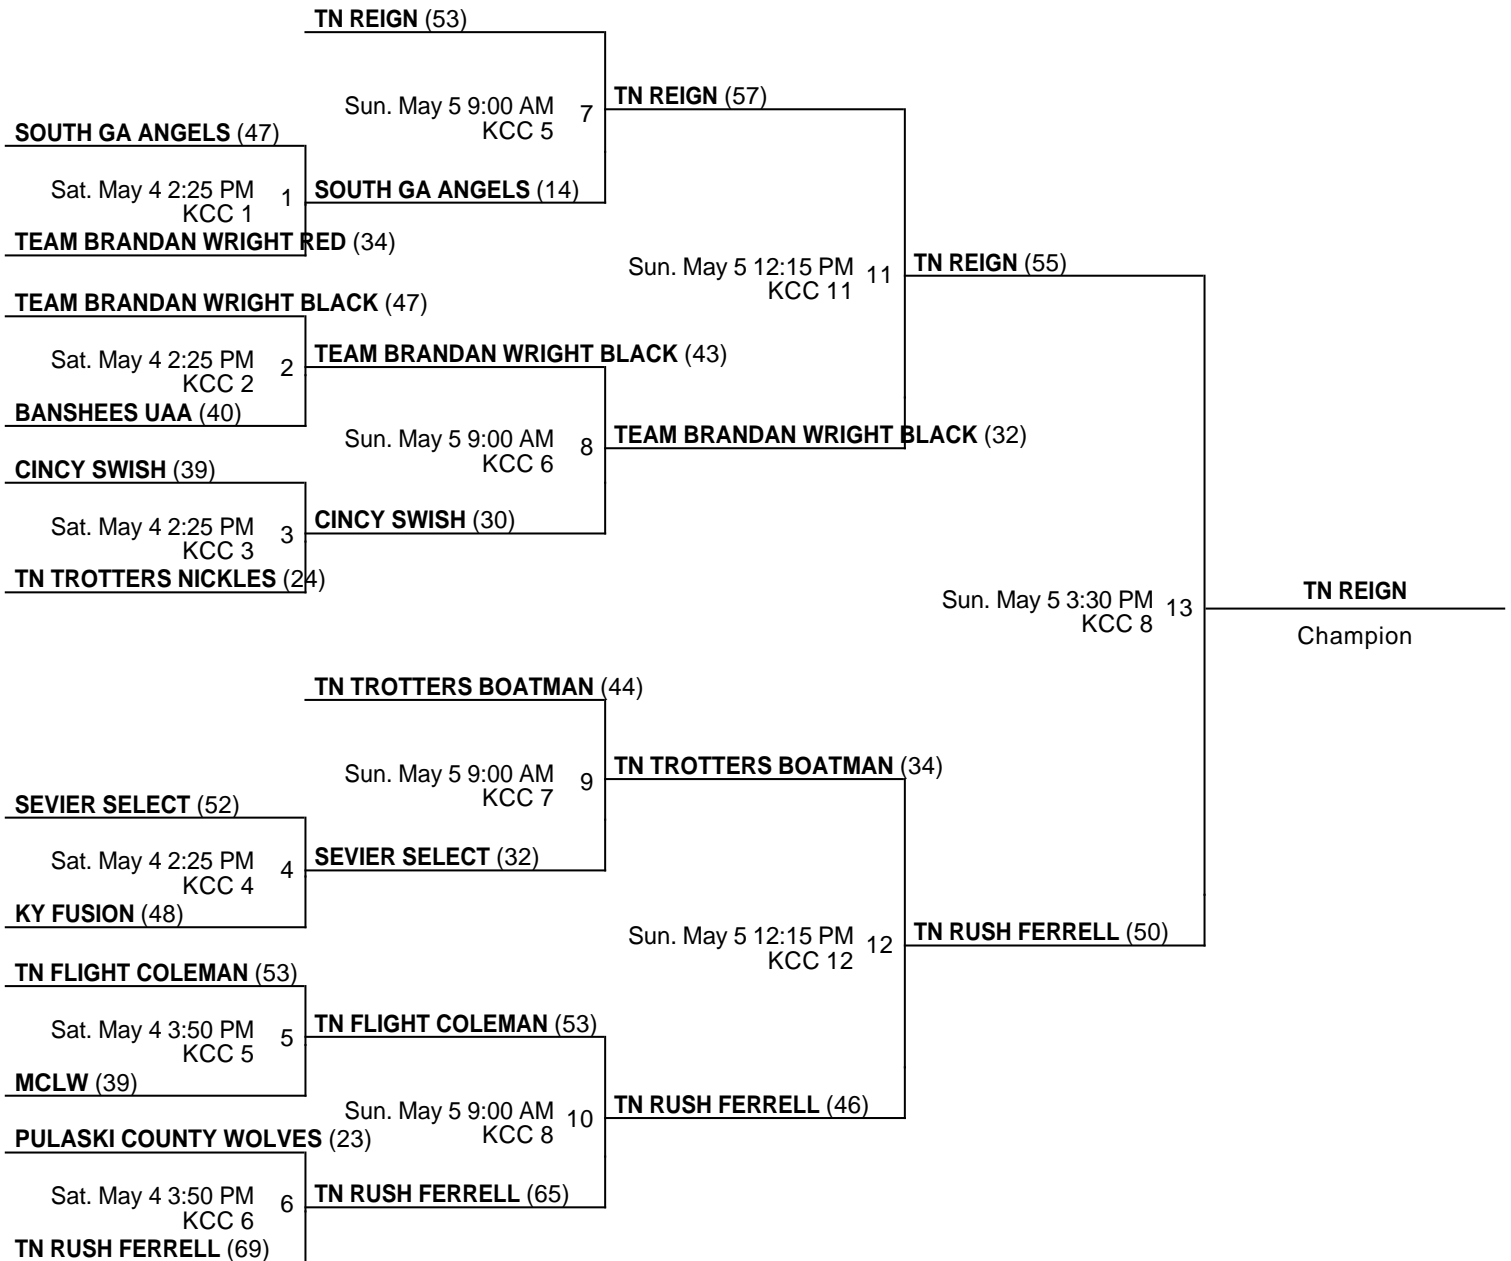 TN REIGN (53)
Sun. May 5 9:00 AM
KCC 5
7
TN REIGN (57)
SOUTH GA ANGELS (47)
Sat. May 4 2:25 PM
KCC 1
1
SOUTH GA ANGELS (14)
TEAM BRANDAN WRIGHT RED (34)
Sun. May 5 12:15 PM
KCC 11
11
TN REIGN (55)
TEAM BRANDAN WRIGHT BLACK (47)
Sat. May 4 2:25 PM
KCC 2
2
TEAM BRANDAN WRIGHT BLACK (43)
BANSHEES UAA (40)
Sun. May 5 9:00 AM
KCC 6
8
TEAM BRANDAN WRIGHT BLACK (32)
CINCY SWISH (39)
Sat. May 4 2:25 PM
KCC 3
3
CINCY SWISH (30)
TN TROTTERS NICKLES (24)
Sun. May 5 3:30 PM
KCC 8
13
TN REIGN
Champion
TN TROTTERS BOATMAN (44)
Sun. May 5 9:00 AM
KCC 7
9
TN TROTTERS BOATMAN (34)
SEVIER SELECT (52)
Sat. May 4 2:25 PM
KCC 4
4
SEVIER SELECT (32)
KY FUSION (48)
Sun. May 5 12:15 PM
KCC 12
12
TN RUSH FERRELL (50)
TN FLIGHT COLEMAN (53)
Sat. May 4 3:50 PM
KCC 5
5
TN FLIGHT COLEMAN (53)
MCLW (39)
Sun. May 5 9:00 AM
KCC 8
10
TN RUSH FERRELL (46)
PULASKI COUNTY WOLVES (23)
Sat. May 4 3:50 PM
KCC 6
6
TN RUSH FERRELL (65)
TN RUSH FERRELL (69)